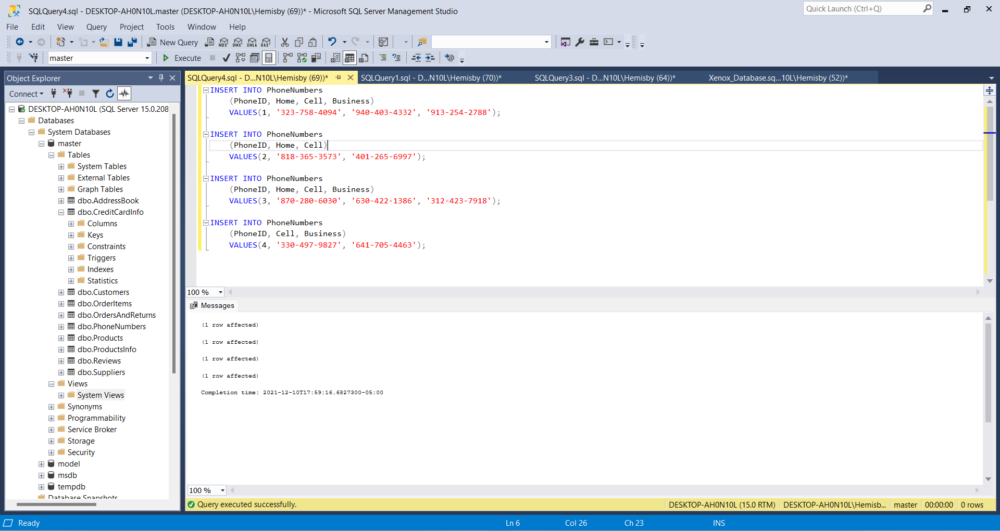 SQLQuery4.sql - DESKTOP-AH0N10L.master (DESKTOP-AH0N10L\Hemisby (69))* - Microsoft SQL Server Management Studio
Quick Launch (Ctrl+Q)
File Edit View Query Project Tools Window Help
New Query MDX DMX XMLA DAX
master Execute
Object Explorer
Connect
DESKTOP-AH0N10L (SQL Server 15.0.208
Databases
System Databases
master
Tables
System Tables
External Tables
Graph Tables
dbo.AddressBook
dbo.CreditCardInfo
Columns
Keys
Constraints
Triggers
Indexes
Statistics
dbo.Customers
dbo.OrderItems
dbo.OrdersAndReturns
dbo.PhoneNumbers
dbo.Products
dbo.ProductsInfo
dbo.Reviews
dbo.Suppliers
Views
System Views
Synonyms
Programmability
Service Broker
Storage
Security
model
msdb
tempdb
Database Snapshots
SQLQuery4.sql - D...N10L\Hemisby (69))* SQLQuery1.sql - D...N10L\Hemisby (70))* SQLQuery3.sql - D...N10L\Hemisby (64))* Xenox_Database.sq...10L\Hemisby (52))*
INSERT INTO PhoneNumbers
(PhoneID, Home, Cell, Business)
VALUES(1, '323-758-4094', '940-403-4332', '913-254-2788');
INSERT INTO PhoneNumbers
(PhoneID, Home, Cell)
VALUES(2, '818-365-3573', '401-265-6997');
INSERT INTO PhoneNumbers
(PhoneID, Home, Cell, Business)
VALUES(3, '870-280-6030', '630-422-1386', '312-423-7918');
INSERT INTO PhoneNumbers
(PhoneID, Cell, Business)
VALUES(4, '330-497-9827', '641-705-4463');
100 %
Messages
(1 row affected)
(1 row affected)
(1 row affected)
(1 row affected)
Completion time: 2021-12-10T17:59:16.6827300-05:00
100 %
Query executed successfully. DESKTOP-AH0N10L (15.0 RTM) DESKTOP-AH0N10L\Hemisb... master 00:00:00 0 rows
Ready Ln 6 Col 26 Ch 23 INS